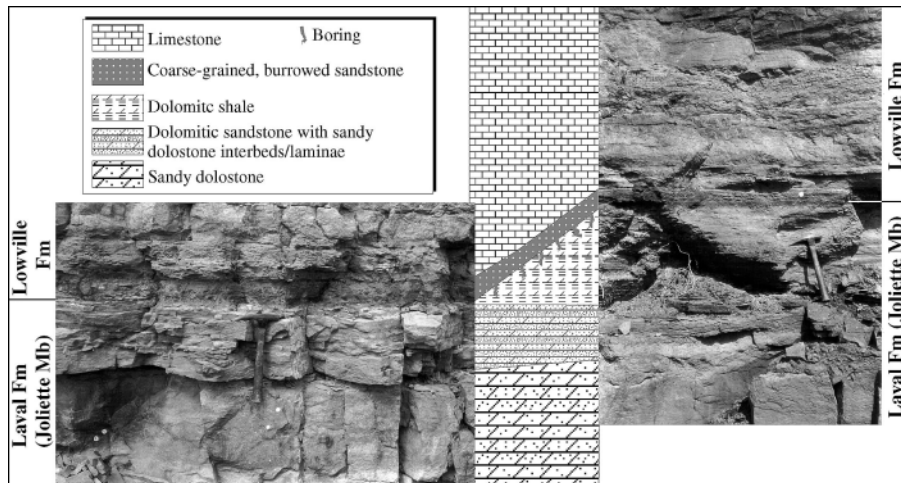 Limestone
Boring
Coarse-grained, burrowed sandstone
Dolomitc shale
Dolomitic sandstone with sandy
dolostone interbeds/laminae
Sandy dolostone
Lowville
Fm
Laval Fm
(Joliette Mb)
Lowville Fm
Laval Fm (Joliette Mb)